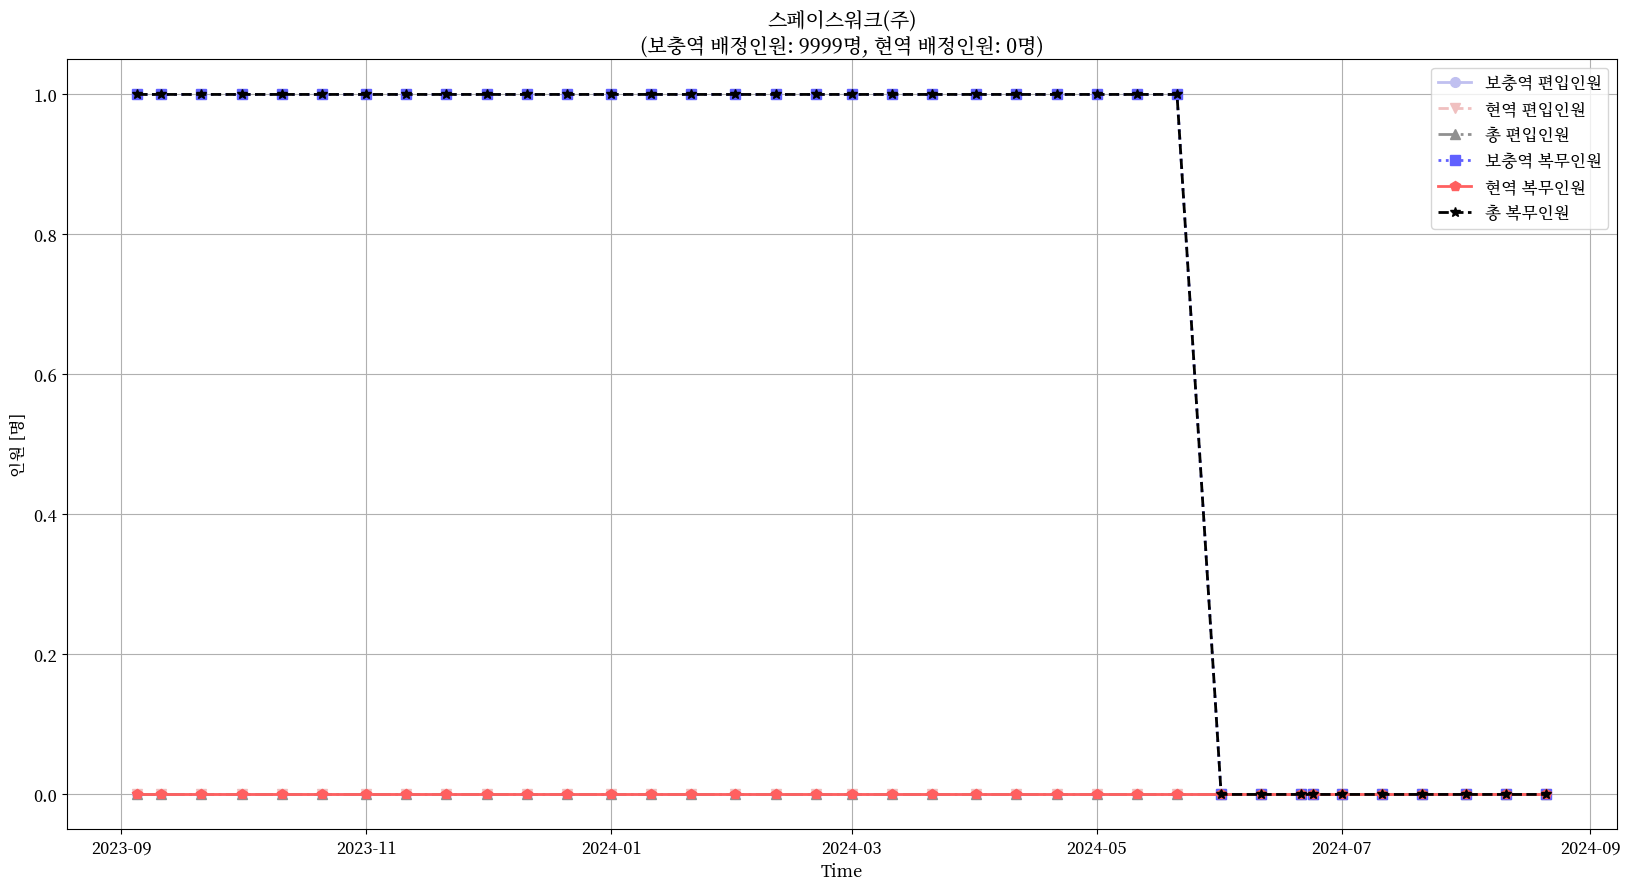 스페이스워크(주)
(보충역 배정인원: 9999명, 현역 배정인원: 0명)
보충역 편입인원
현역 편입인원
총 편입인원
보충역 복무인원
현역 복무인원
총 복무인원
1.0
0.8
0.6
0.4
0.2
0.0
인원 [명]
2023-09
2023-11
2024-01
2024-03
2024-05
2024-07
2024-09
Time